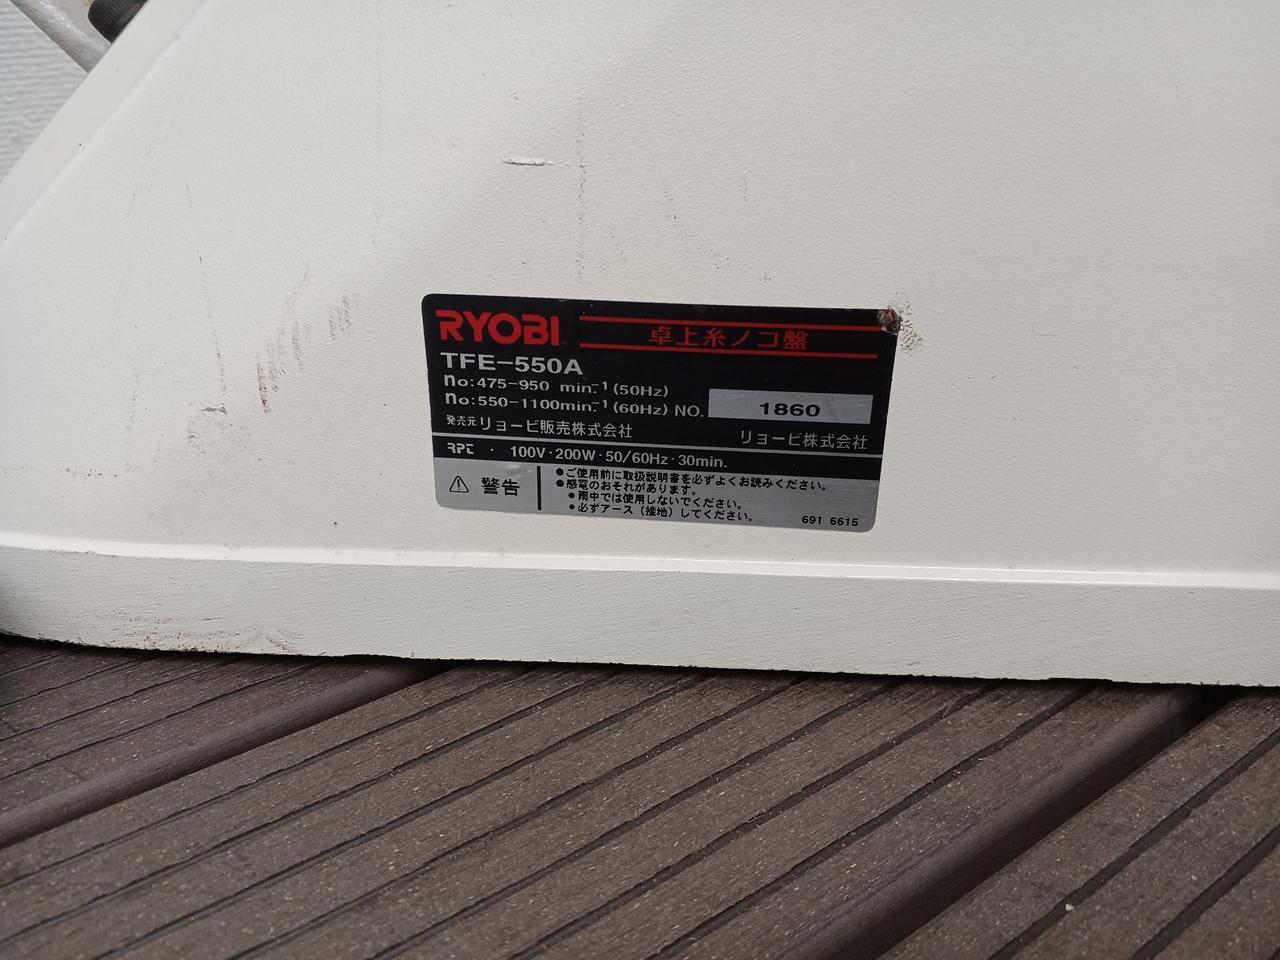 RYOBI 卓上糸ノコ盤
TFE-550A
no:475-950 min.-1 (50Hz)
no:550-1100min.-1 (60Hz) NO. 1860
発売元 リョービ販売株式会社 リョービ株式会社
100V・200W・50/60Hz・30min.
警告
●ご使用前に取扱説明書を必ずよくお読みください。
●感電のおそれがあります。
●雨中では使用しないでください。
●必ずアース（接地）してください。
691 6615